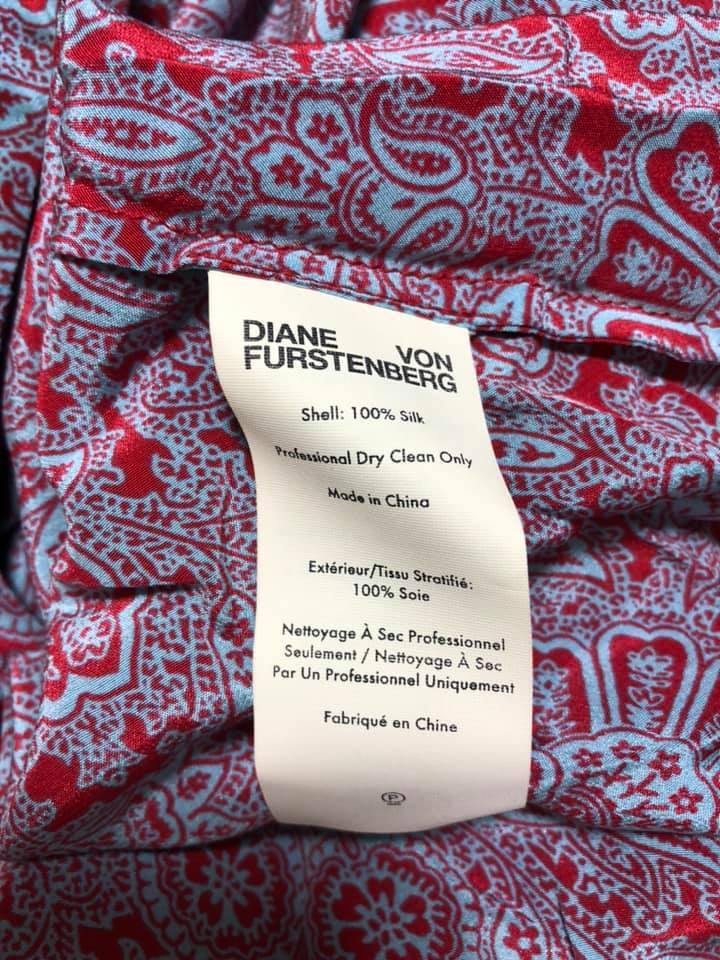 DIANE VON
FURSTENBERG
Shell: 100% Silk
Professional Dry Clean Only
Made in China
Extérieur/Tissu Stratifié:
100% Soie
Nettoyage À Sec Professionnel
Seulement / Nettoyage À Sec
Par Un Professionnel Uniquement
Fabriqué en Chine
P